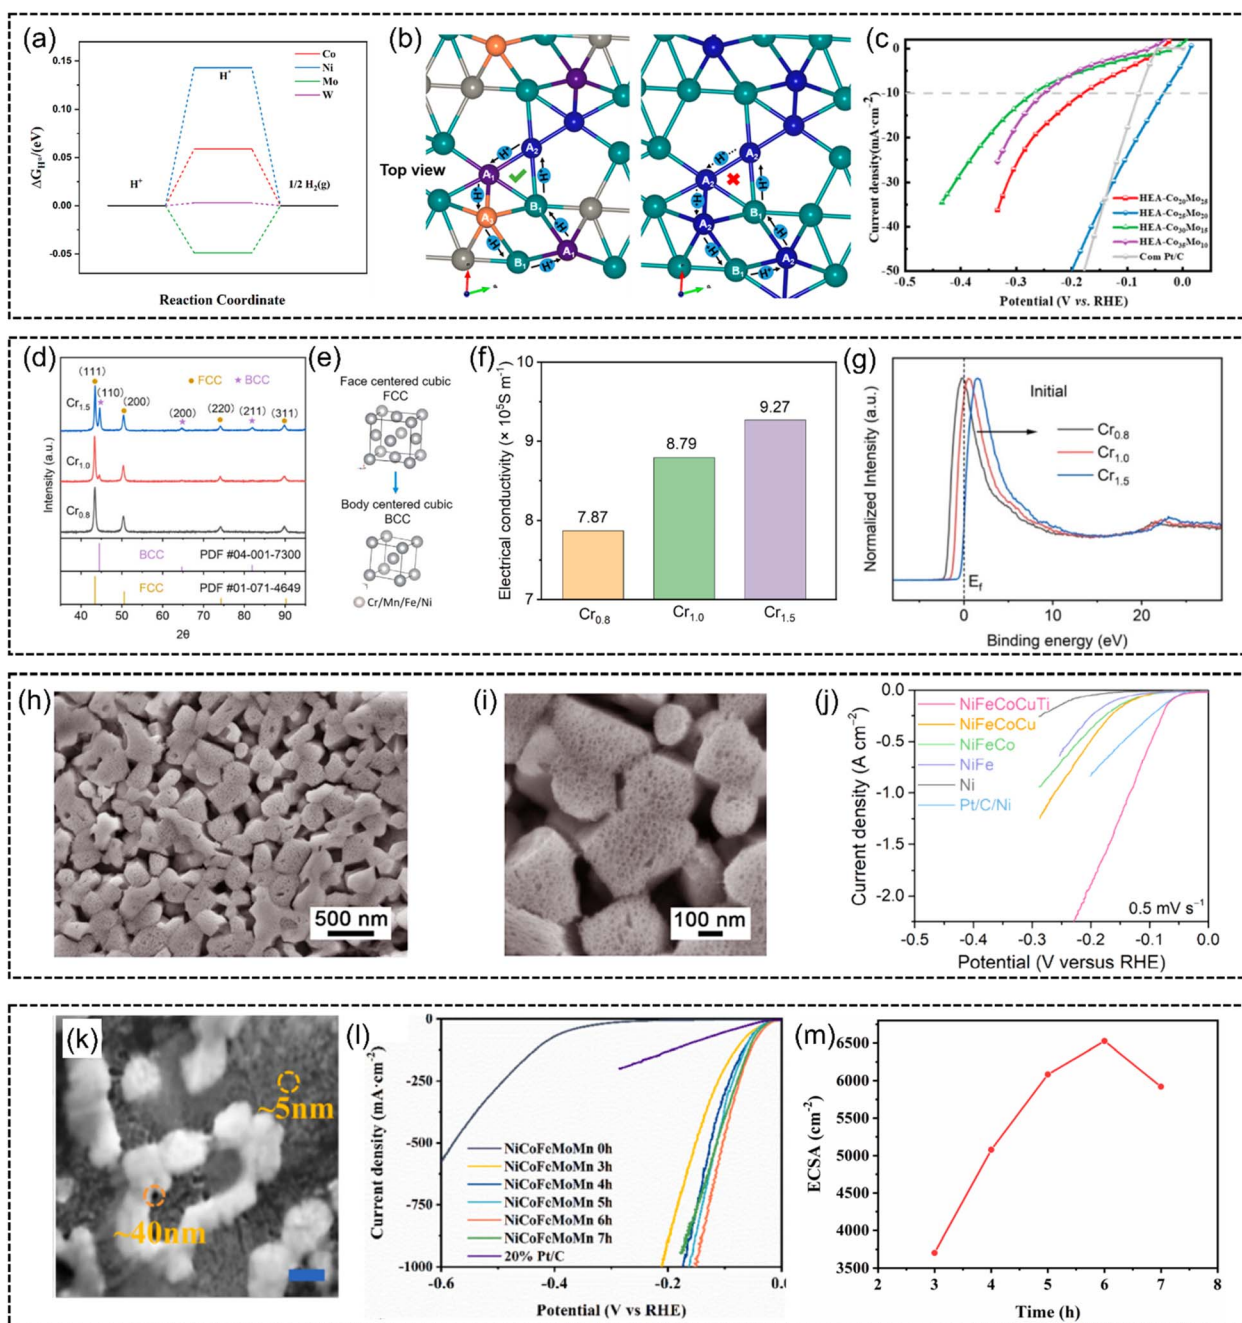 (a)
Co
Ni
Mo
W
0.15
0.10
0.05
0.00
-0.05
H*
H⁺
1/2 H₂(g)
Reaction Coordinate
(b)
Top view
A₂
A₁
A₃
B₁
B₁
A₁
H
H
H
H
H
H
A₂
A₂
A₂
B₁
B₁
A₂
H
H
H
H
H
H
(c)
Current density(mA·cm⁻²)
0
-10
-20
-30
-40
-50
-0.5 -0.4 -0.3 -0.2 -0.1 0.0
HEA-Co₂₀Mo₂₅
HEA-Co₂₅Mo₂₀
HEA-Co₃₀Mo₁₅
HEA-Co₃₅Mo₁₀
Com Pt/C
Potential (V vs. RHE)
(d)
Intensity (a.u.)
(111)
(110)
(200)
(200)
(220)
(211)
(311)
FCC
BCC
Cr₁.₅
Cr₁.₀
Cr₀.₈
BCC PDF #04-001-7300
FCC PDF #01-071-4649
40 50 60 70 80 90
2θ
(e)
Face centered cubic
FCC
Body centered cubic
BCC
Cr/Mn/Fe/Ni
(f)
Electrical conductivity (× 10⁵S m⁻¹)
10
9
8
7
7.87
8.79
9.27
Cr₀.₈
Cr₁.₀
Cr₁.₅
(g)
Normalized Intensity (a.u.)
Initial
Cr₀.₈
Cr₁.₀
Cr₁.₅
E_f
0 10 20
Binding energy (eV)
(h)
500 nm
(i)
100 nm
(j)
Current density (A cm⁻²)
0.0
-0.5
-1.0
-1.5
-2.0
NiFeCoCuTi
NiFeCoCu
NiFeCo
NiFe
Ni
Pt/C/Ni
0.5 mV s⁻¹
-0.5 -0.4 -0.3 -0.2 -0.1 0.0
Potential (V versus RHE)
(k)
~5nm
~40nm
(l)
Current density (mA·cm⁻²)
0
-250
-500
-750
-1000
NiCoFeMoMn 0h
NiCoFeMoMn 3h
NiCoFeMoMn 4h
NiCoFeMoMn 5h
NiCoFeMoMn 6h
NiCoFeMoMn 7h
20% Pt/C
-0.6 -0.4 -0.2 0.0
Potential (V vs RHE)
(m)
ECSA (cm⁻²)
6500
6000
5500
5000
4500
4000
3500
2 3 4 5 6 7 8
Time (h)